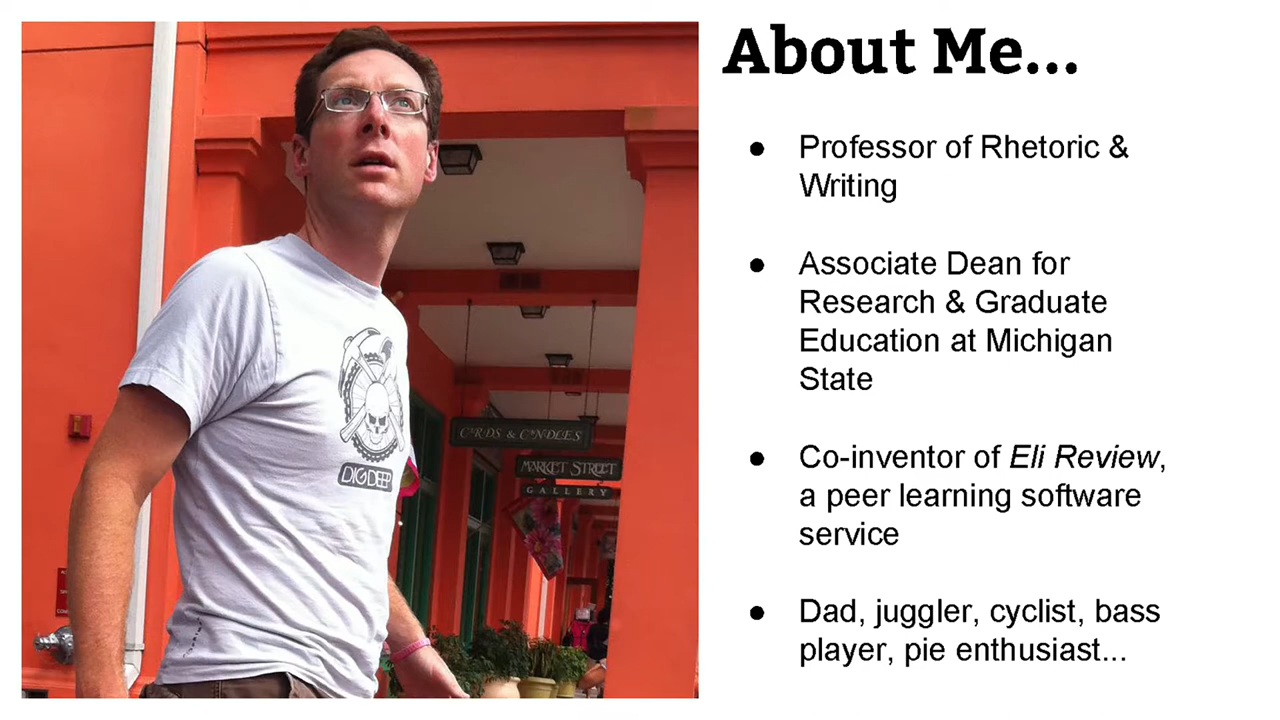 About Me...
● Professor of Rhetoric &
Writing
● Associate Dean for
Research & Graduate
Education at Michigan
State
● Co-inventor of Eli Review,
a peer learning software
service
● Dad, juggler, cyclist, bass
player, pie enthusiast...
DIG DEEP
CARDS & CANDLES
MARKET STREET
GALLERY